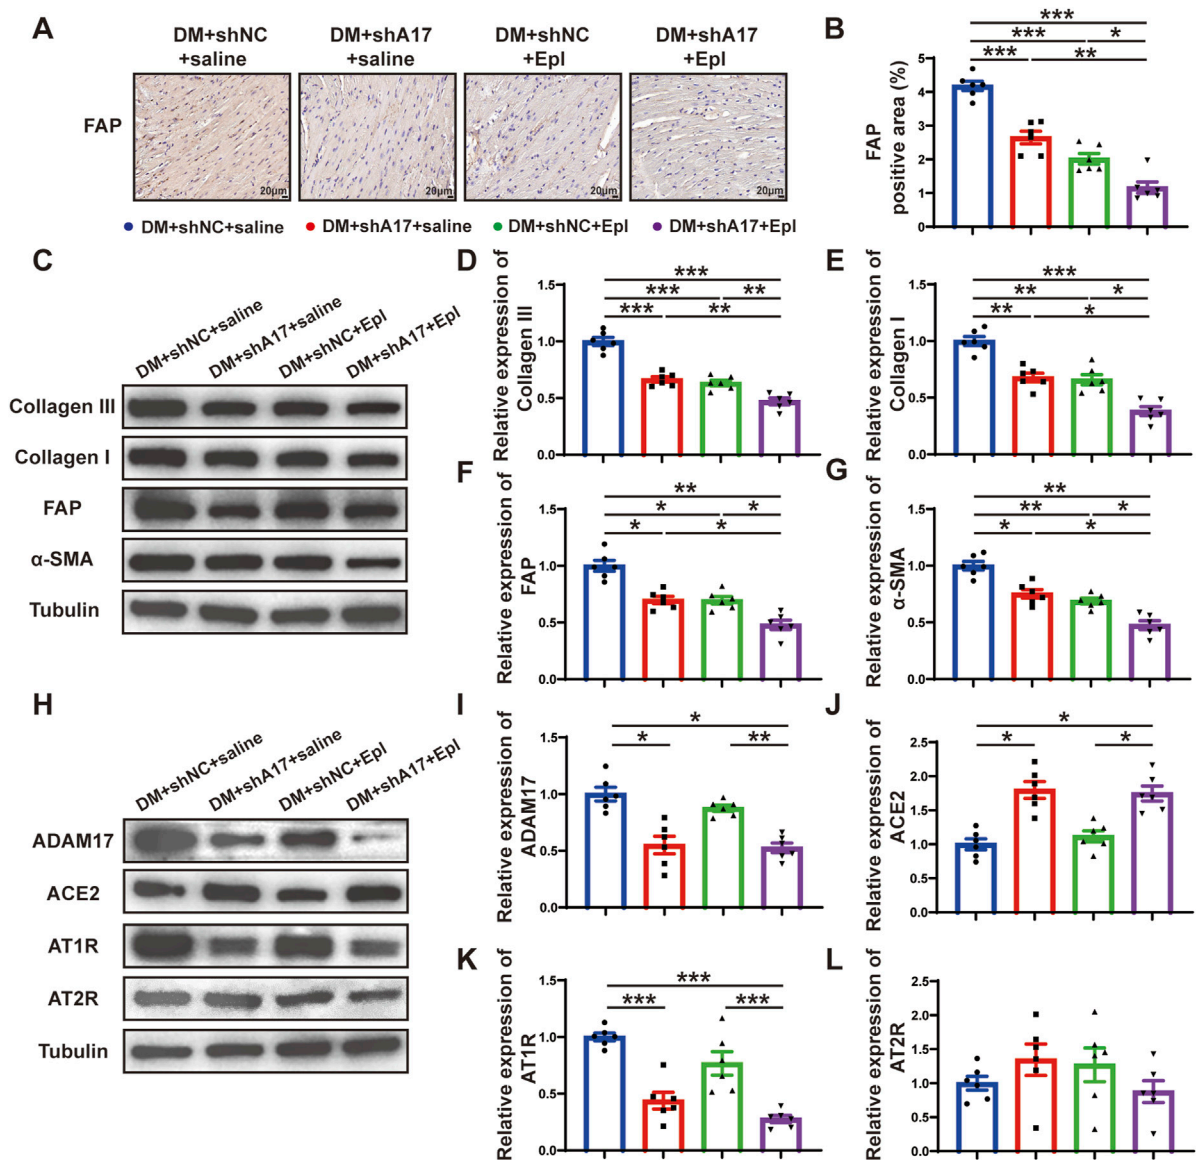 A
DM+shNC
+saline
DM+shA17
+saline
DM+shNC
+Epl
DM+shA17
+Epl
FAP
20μm
20μm
20μm
20μm
DM+shNC+saline
DM+shA17+saline
DM+shNC+Epl
DM+shA17+Epl
B
FAP
positive area (%)
5
4
3
2
1
0
***
***
*
***
**
C
DM+shNC+saline
DM+shA17+saline
DM+shNC+Epl
DM+shA17+Epl
Collagen III
Collagen I
FAP
α-SMA
Tubulin
D
Relative expression of
Collagen III
1.5
1.0
0.5
0.0
***
***
**
***
**
E
Relative expression of
Collagen I
1.5
1.0
0.5
0.0
***
**
*
**
*
F
Relative expression of
FAP
1.5
1.0
0.5
0.0
**
*
*
*
*
G
Relative expression of
α-SMA
1.5
1.0
0.5
0.0
**
**
*
*
*
H
DM+shNC+saline
DM+shA17+saline
DM+shNC+Epl
DM+shA17+Epl
ADAM17
ACE2
AT1R
AT2R
Tubulin
I
Relative expression of
ADAM17
1.5
1.0
0.5
0.0
*
*
**
J
Relative expression of
ACE2
2.5
2.0
1.5
1.0
0.5
0.0
*
*
*
K
Relative expression of
AT1R
1.5
1.0
0.5
0.0
***
***
***
L
Relative expression of
AT2R
2.5
2.0
1.5
1.0
0.5
0.0